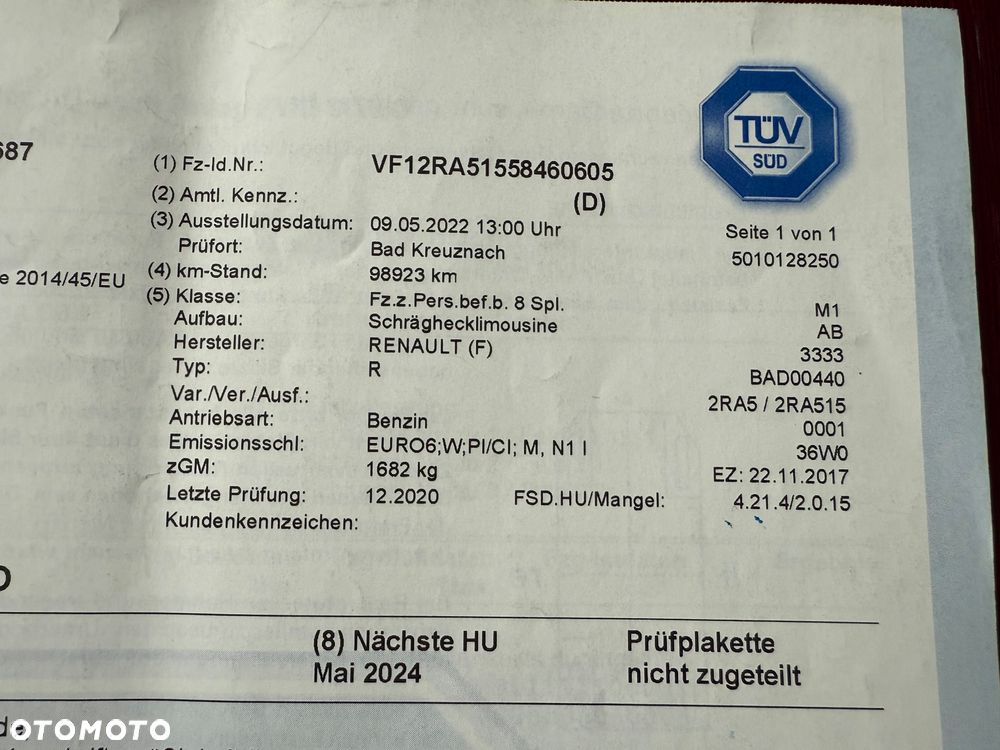 TÜV
SÜD
687
(1) Fz-Id.Nr.: VF12RA51558460605
(2) Amtl. Kennz.: (D)
(3) Ausstellungsdatum: 09.05.2022 13:00 Uhr Seite 1 von 1
Prüfort: Bad Kreuznach 5010128250
e 2014/45/EU (4) km-Stand: 98923 km
(5) Klasse: Fz.z.Pers.bef.b. 8 Spl. M1
Aufbau: Schräghecklimousine AB
Hersteller: RENAULT (F) 3333
Typ: R BAD00440
Var./Ver./Ausf.: 2RA5 / 2RA515
Antriebsart: Benzin 0001
Emissionsschl: EURO6;W;PI/CI; M, N1 I 36W0
zGM: 1682 kg EZ: 22.11.2017
Letzte Prüfung: 12.2020 FSD.HU/Mangel: 4.21.4/2.0.15
Kundenkennzeichen:
(8) Nächste HU Prüfplakette
Mai 2024 nicht zugeteilt
OTOMOTO